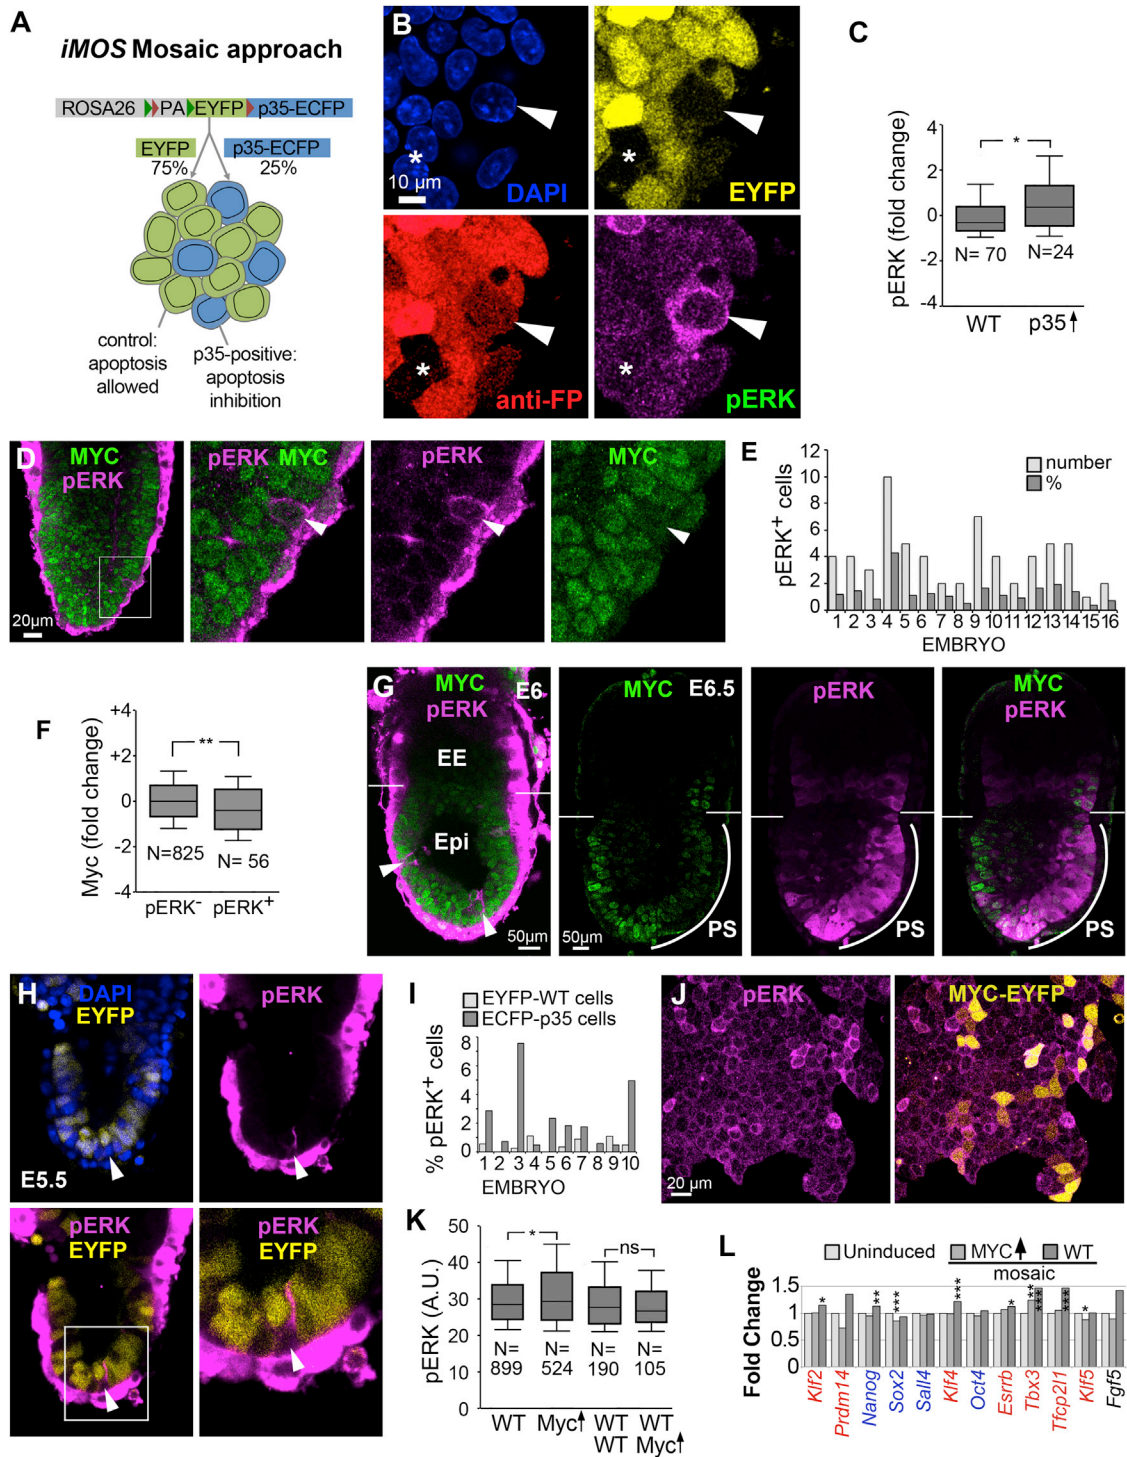 A
iMOS Mosaic approach
ROSA26 PA EYFP p35-ECFP
EYFP p35-ECFP
75% 25%
control:
apoptosis
allowed
p35-positive:
apoptosis
inhibition
B
*
10 µm
DAPI
*
EYFP
*
anti-FP
*
pERK
C
pERK (fold change)
4
2
0
-2
-4
*
N= 70 N=24
WT p35
D
MYC
pERK
20µm
pERK MYC
pERK
MYC
E
pERK+ cells
12
10
8
6
4
2
0
number
%
1 2 3 4 5 6 7 8 9 10 11 12 13 14 15 16
EMBRYO
F
Myc (fold change)
+4
+2
0
-2
-4
**
N=825 N= 56
pERK- pERK+
G
MYC
pERK
E6
EE
Epi
50µm
MYC E6.5
PS
50µm
pERK
PS
MYC
pERK
PS
H
DAPI
EYFP
E5.5
pERK
pERK
EYFP
pERK
EYFP
I
EYFP-WT cells
ECFP-p35 cells
% pERK+ cells
8
6
4
2
0
1 2 3 4 5 6 7 8 9 10
EMBRYO
J
pERK
20 µm
MYC-EYFP
K
pERK (A.U.)
50
40
30
20
10
0
* ns
N= N= N= N=
899 524 190 105
WT Myc WT WT
WT Myc
L
Uninduced MYC WT
mosaic
Fold Change
1.5
1
0.5
0
* ** *** *** * ** *** *** *
Klf2
Prdm14
Nanog
Sox2
Sall4
Klf4
Oct4
Esrrb
Tbx3
Tfcp2l1
Klf5
Fgf5